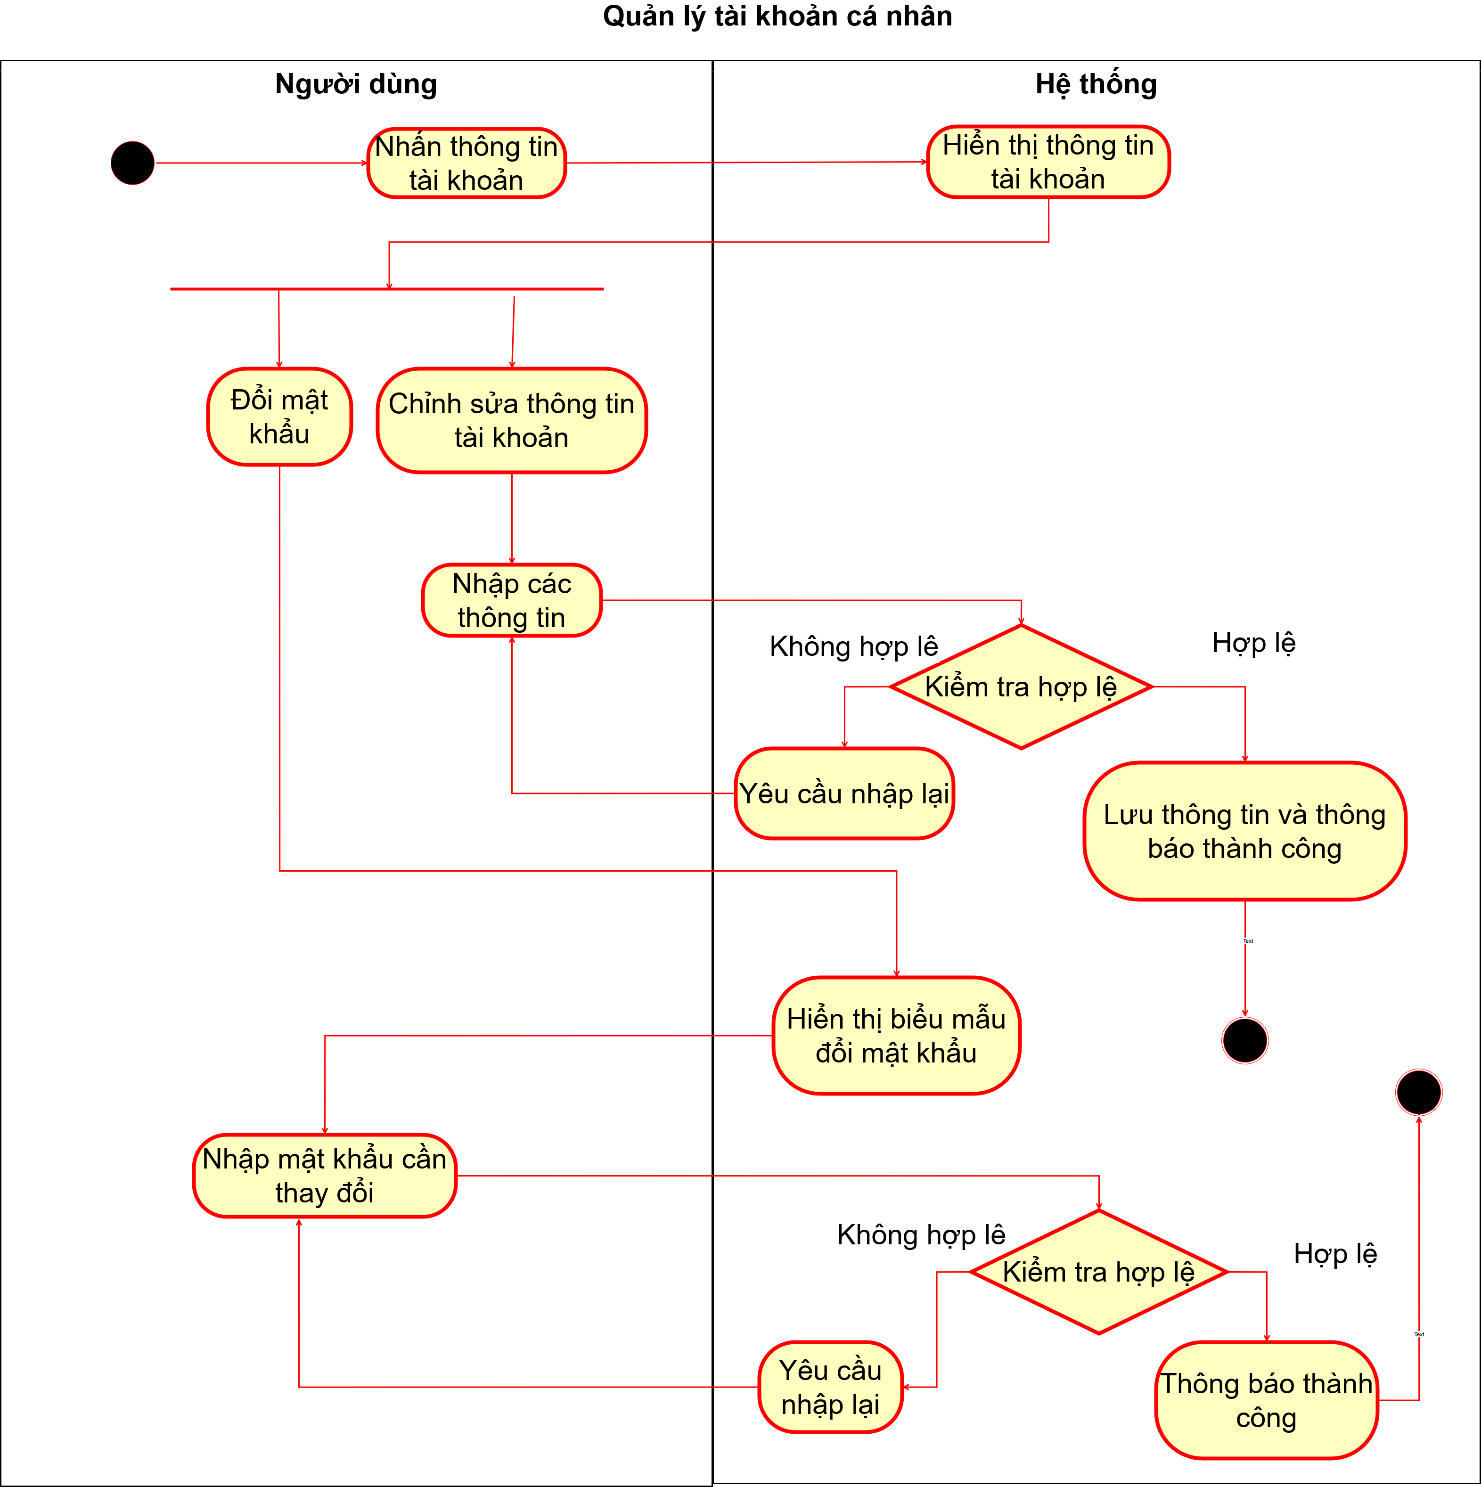 Quản lý tài khoản cá nhân
Người dùng
Hệ thống
Nhấn thông tin
tài khoản
Hiển thị thông tin
tài khoản
Đổi mật
khẩu
Chỉnh sửa thông tin
tài khoản
Nhập các
thông tin
Không hợp lê
Hợp lệ
Kiểm tra hợp lệ
Yêu cầu nhập lại
Lưu thông tin và thông
báo thành công
Text
Hiển thị biểu mẫu
đổi mật khẩu
Nhập mật khẩu cần
thay đổi
Không hợp lê
Hợp lệ
Kiểm tra hợp lệ
Text
Yêu cầu
nhập lại
Thông báo thành
công